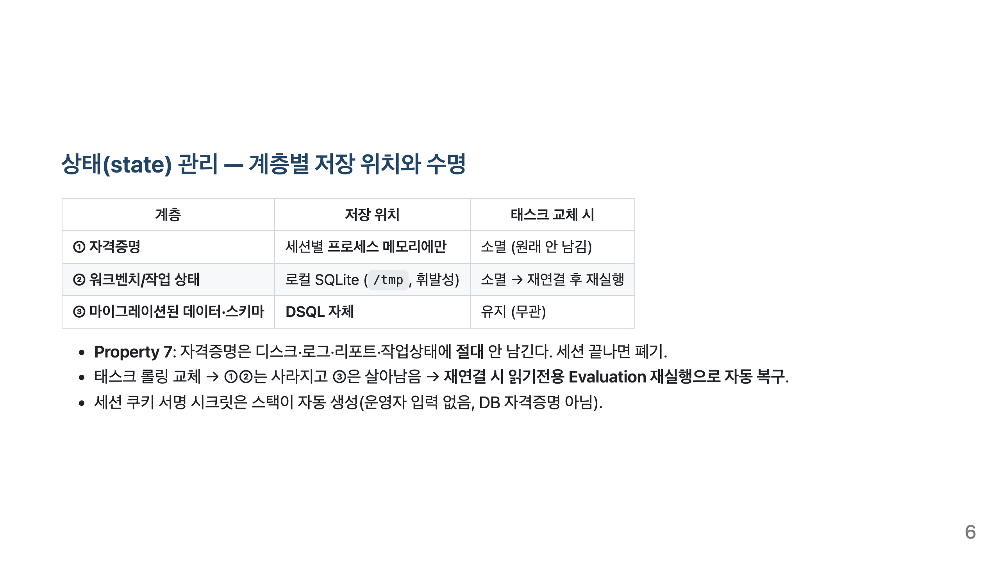 상태(state) 관리 — 계층별 저장 위치와 수명
계층 저장 위치 태스크 교체 시
① 자격증명 세션별 프로세스 메모리에만 소멸 (원래 안 남김)
② 워크벤치/작업 상태 로컬 SQLite ( /tmp , 휘발성) 소멸 → 재연결 후 재실행
③ 마이그레이션된 데이터·스키마 DSQL 자체 유지 (무관)
• Property 7: 자격증명은 디스크·로그·리포트·작업상태에 절대 안 남긴다. 세션 끝나면 폐기.
• 태스크 롤링 교체 → ①②는 사라지고 ③은 살아남음 → 재연결 시 읽기전용 Evaluation 재실행으로 자동 복구.
• 세션 쿠키 서명 시크릿은 스택이 자동 생성(운영자 입력 없음, DB 자격증명 아님).
6